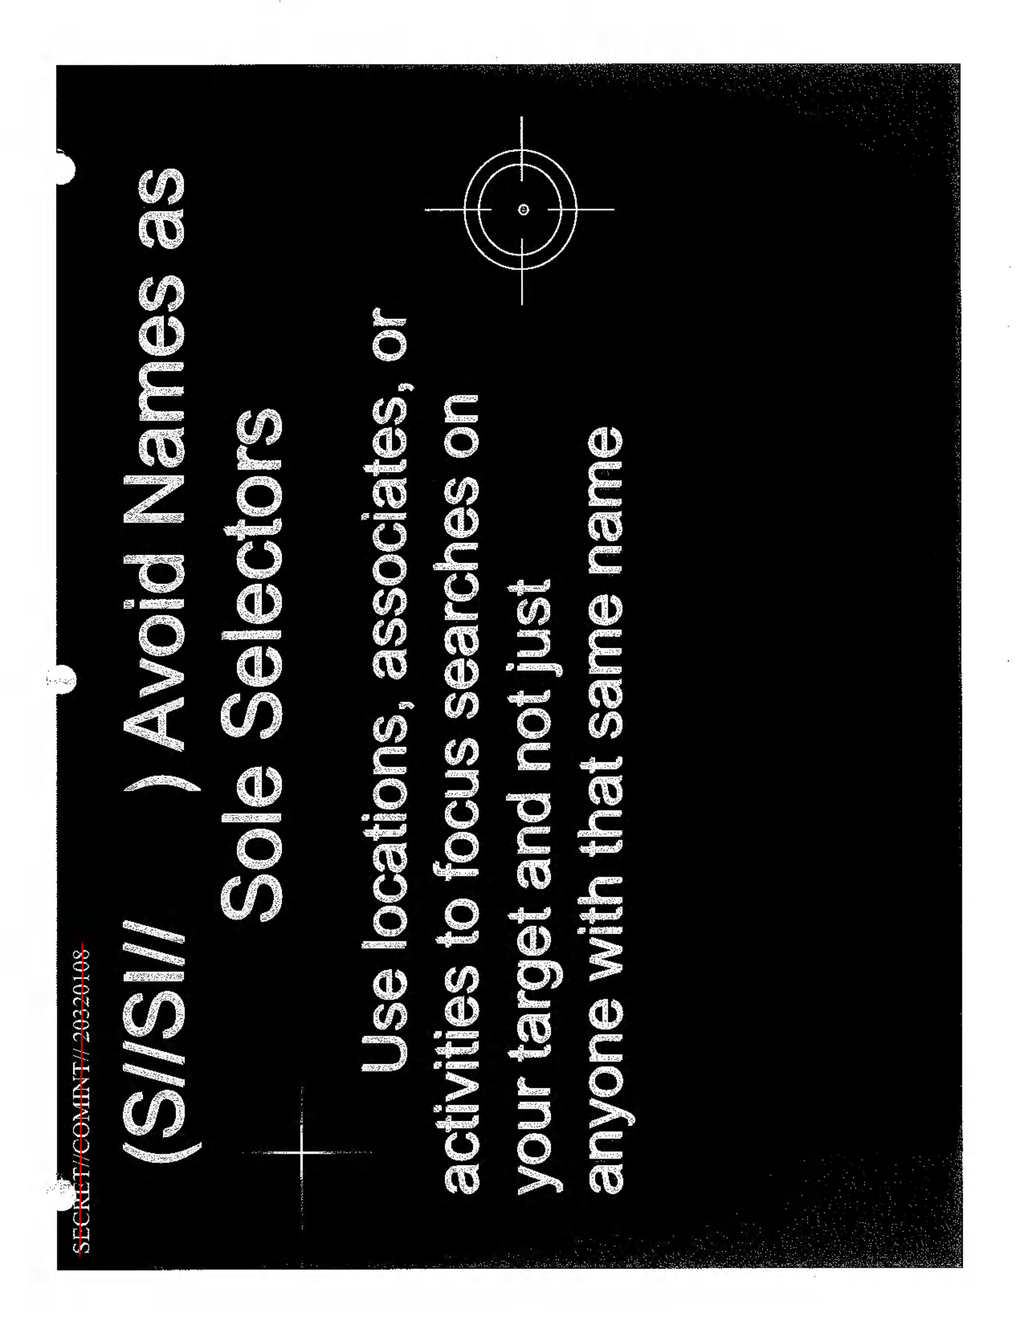 SECRET//COMINT//20320108
(S//SI// ) Avoid Names as
Sole Selectors
Use locations, associates, or
activities to focus searches on
your target and not just
anyone with that same name